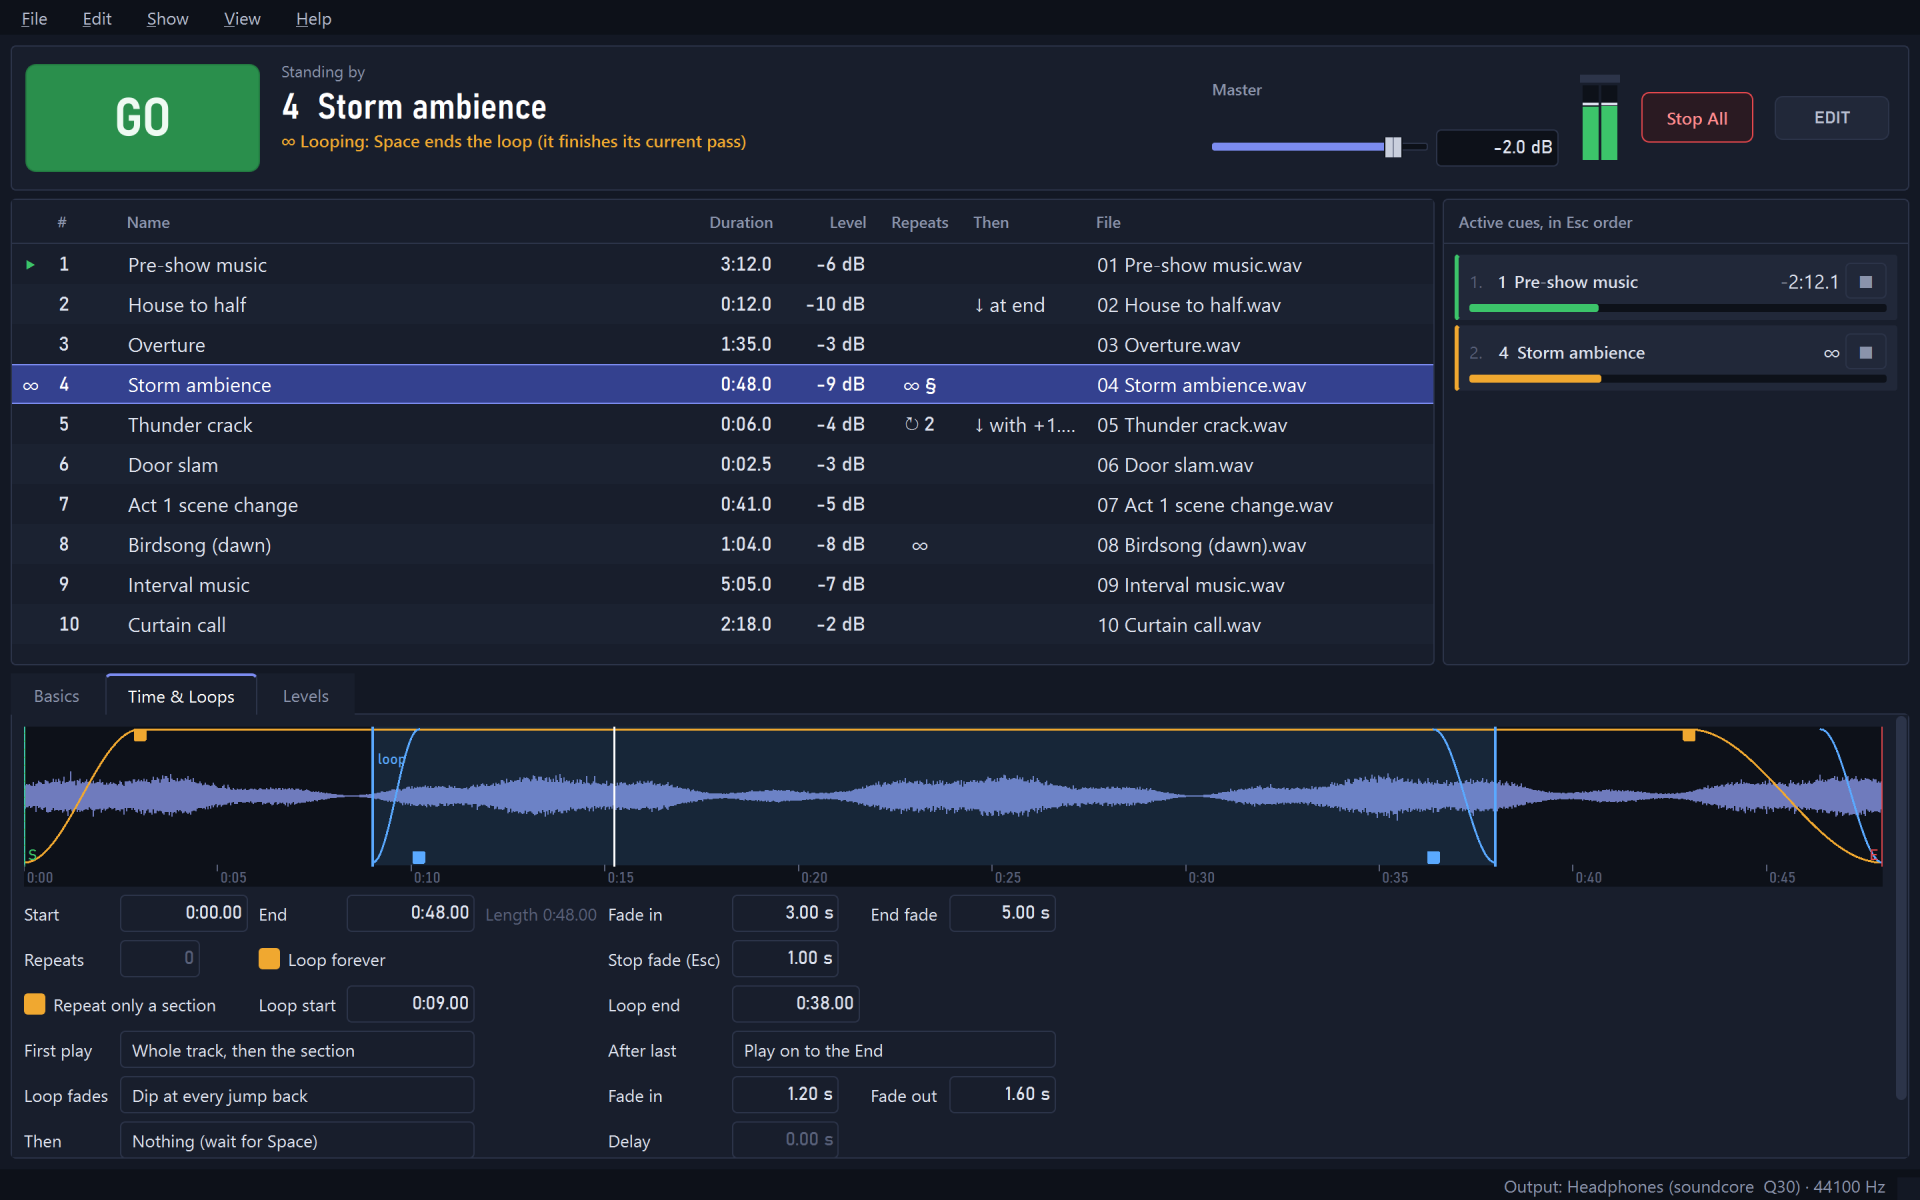 File Edit Show View Help
GO
Standing by
4 Storm ambience
∞ Looping: Space ends the loop (it finishes its current pass)
Master
-2.0 dB
Stop All
EDIT
# Name Duration Level Repeats Then File
1 Pre-show music 3:12.0 -6 dB 01 Pre-show music.wav
2 House to half 0:12.0 -10 dB ↓ at end 02 House to half.wav
3 Overture 1:35.0 -3 dB 03 Overture.wav
∞ 4 Storm ambience 0:48.0 -9 dB ∞ § 04 Storm ambience.wav
5 Thunder crack 0:06.0 -4 dB ↻ 2 ↓ with +1.... 05 Thunder crack.wav
6 Door slam 0:02.5 -3 dB 06 Door slam.wav
7 Act 1 scene change 0:41.0 -5 dB 07 Act 1 scene change.wav
8 Birdsong (dawn) 1:04.0 -8 dB ∞ 08 Birdsong (dawn).wav
9 Interval music 5:05.0 -7 dB 09 Interval music.wav
10 Curtain call 2:18.0 -2 dB 10 Curtain call.wav
Active cues, in Esc order
1. 1 Pre-show music -2:12.1
2. 4 Storm ambience ∞
Basics Time & Loops Levels
loop
S E
0:00 0:05 0:10 0:15 0:20 0:25 0:30 0:35 0:40 0:45
Start 0:00.00 End 0:48.00 Length 0:48.00 Fade in 3.00 s End fade 5.00 s
Repeats 0 Loop forever Stop fade (Esc) 1.00 s
Repeat only a section Loop start 0:09.00 Loop end 0:38.00
First play Whole track, then the section After last Play on to the End
Loop fades Dip at every jump back Fade in 1.20 s Fade out 1.60 s
Then Nothing (wait for Space) Delay 0.00 s
Output: Headphones (soundcore Q30) · 44100 Hz